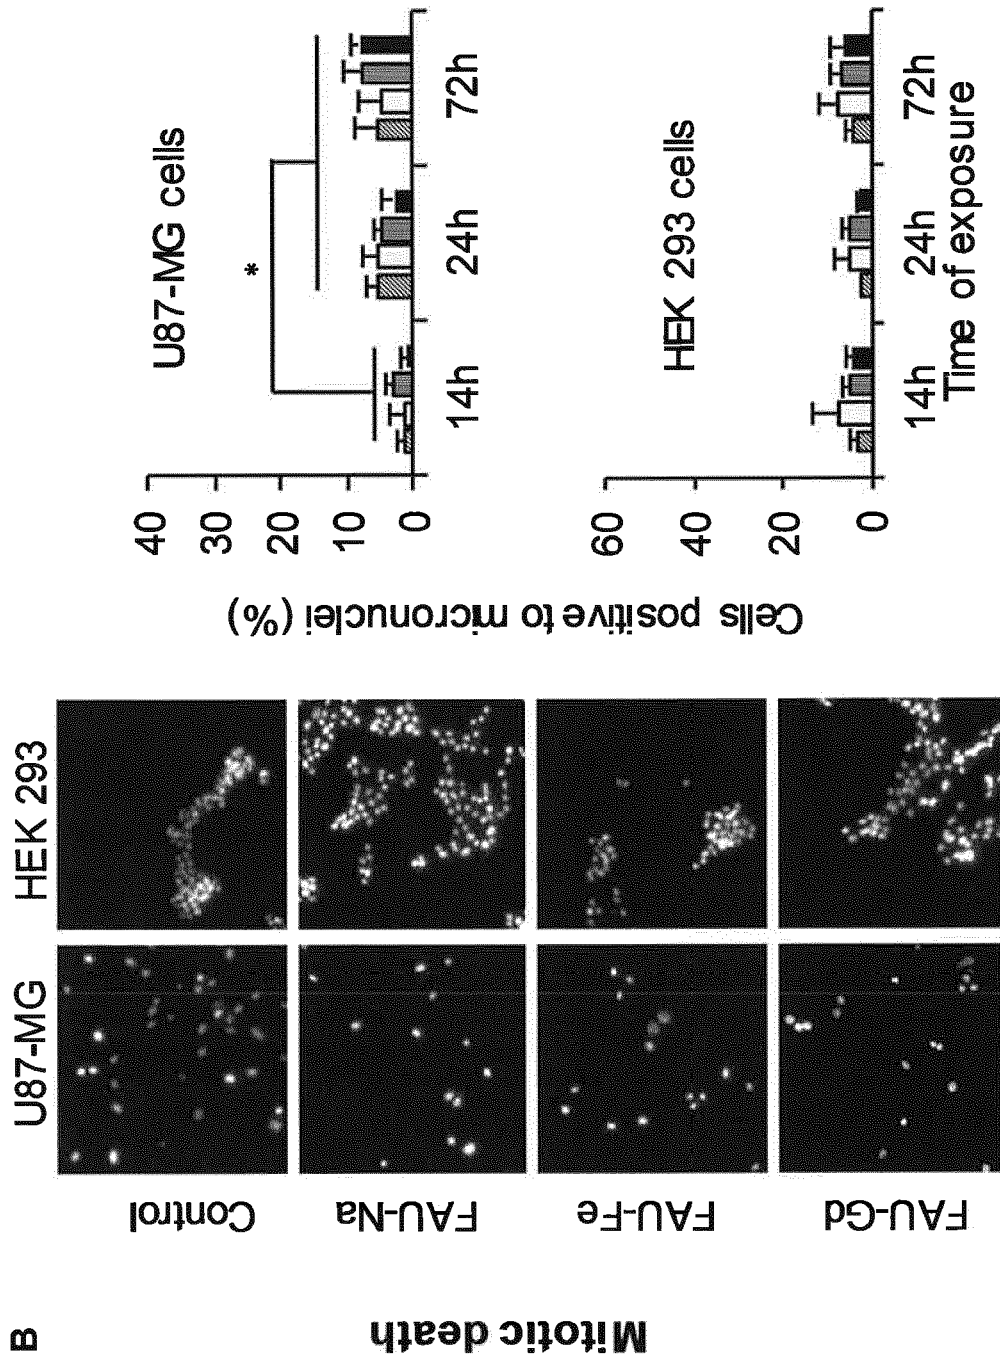 B
Mitotic death
U87-MG
HEK 293
Control
FAU-Na
FAU-Fe
FAU-Gd
Cells positive to micronuclei (%)
U87-MG cells
*
40
30
20
10
0
14h
24h
72h
HEK 293 cells
60
40
20
0
14h
24h
72h
Time of exposure